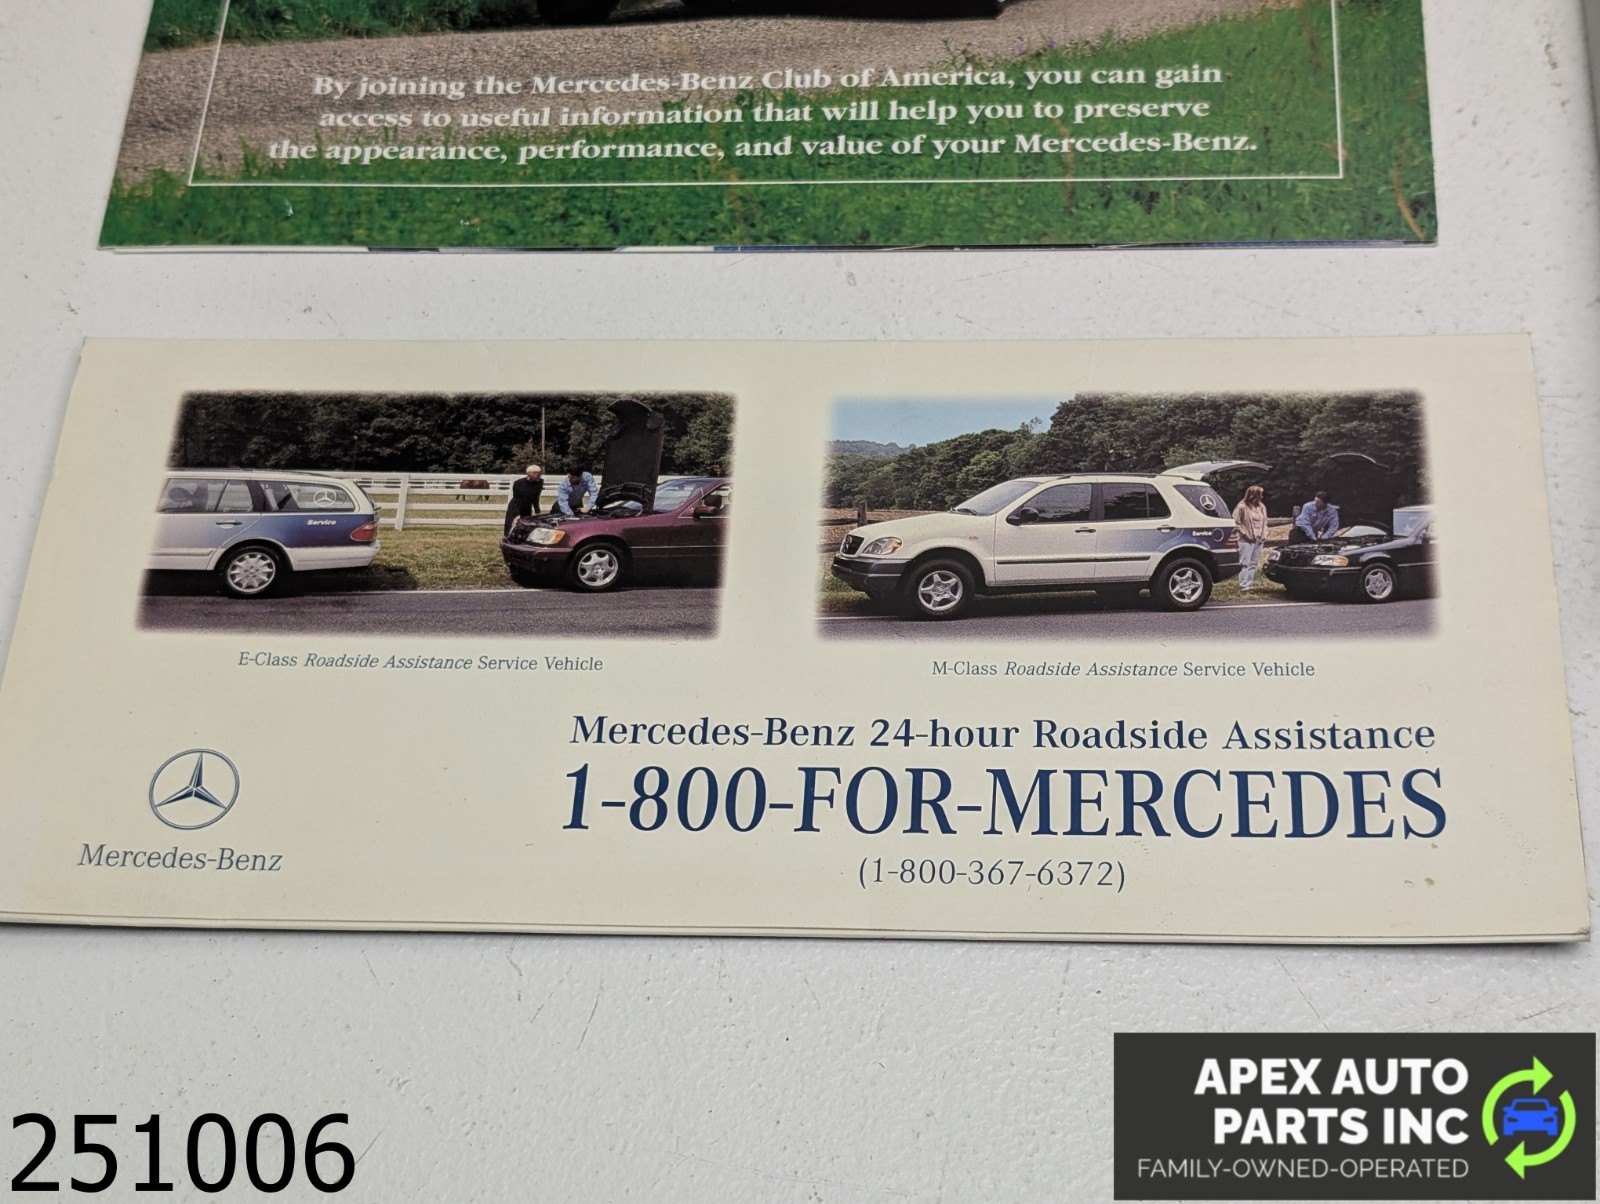 By joining the Mercedes-Benz Club of America, you can gain
access to useful information that will help you to preserve
the appearance, performance, and value of your Mercedes-Benz.
Service
Service
E-Class Roadside Assistance Service Vehicle
M-Class Roadside Assistance Service Vehicle
Mercedes-Benz 24-hour Roadside Assistance
1-800-FOR-MERCEDES
(1-800-367-6372)
Mercedes-Benz
251006
APEX AUTO
PARTS INC
FAMILY-OWNED-OPERATED